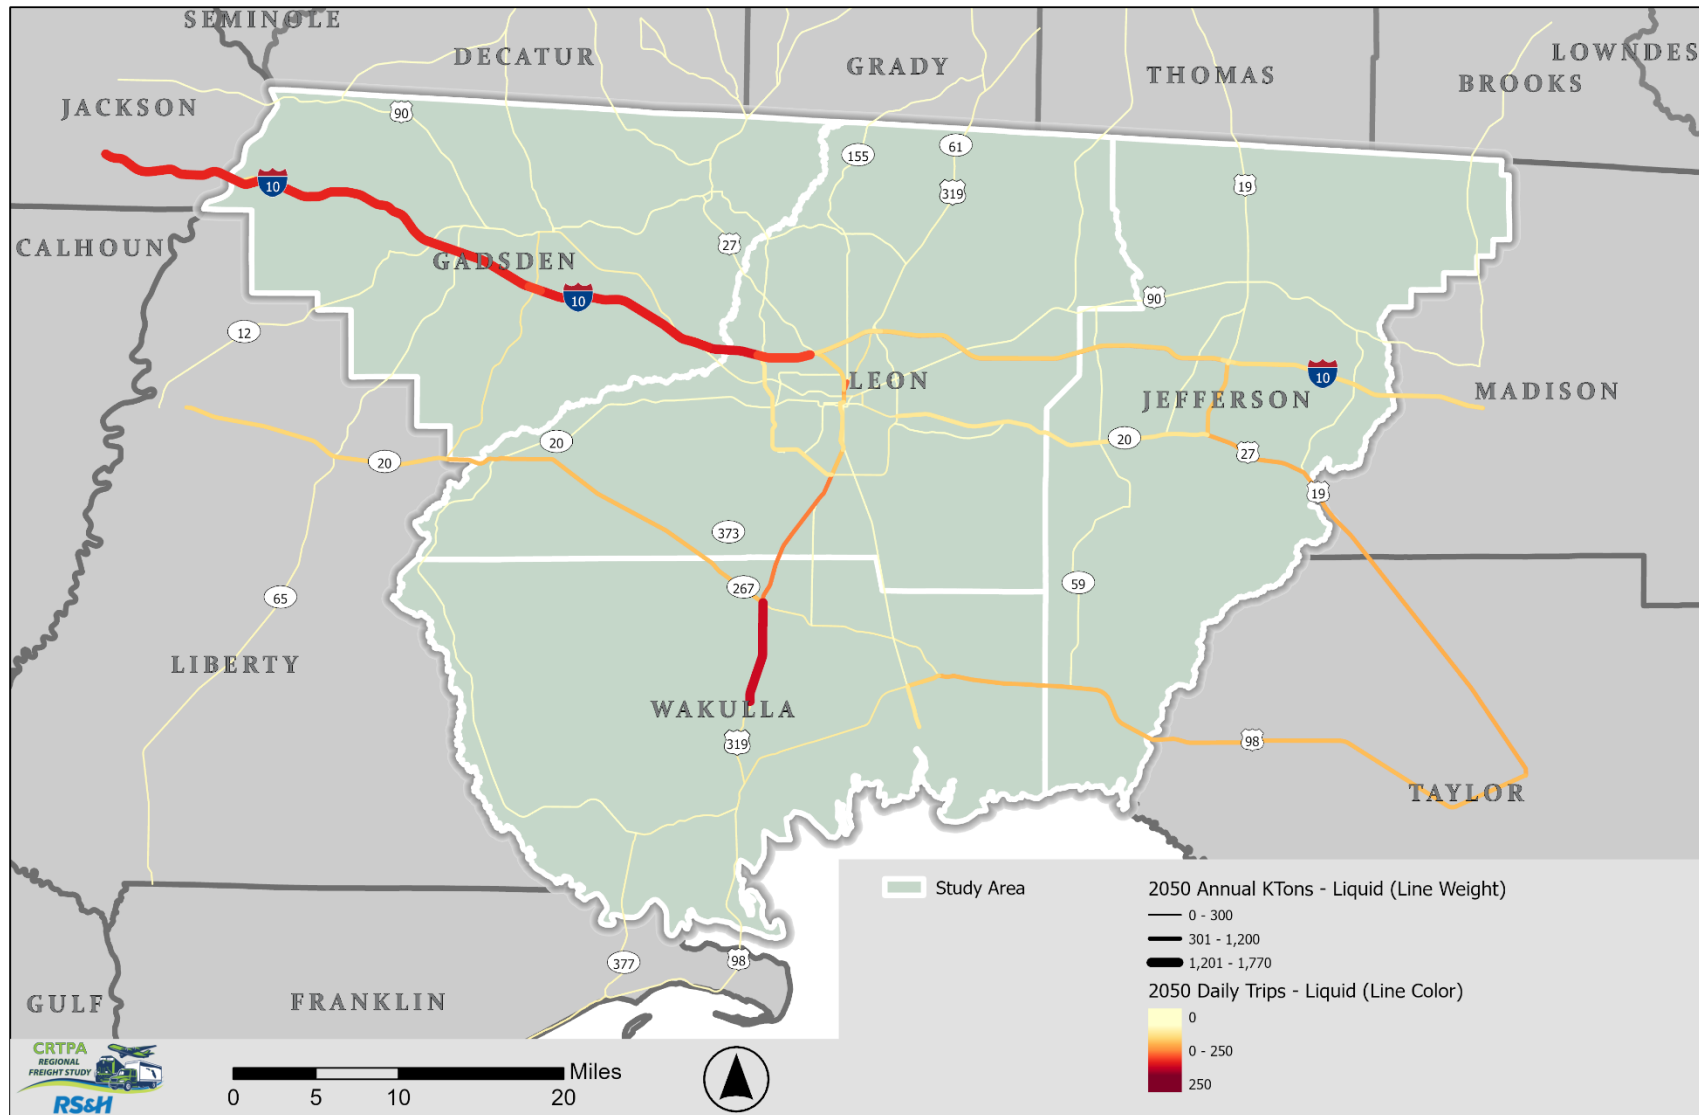 SEMINOLE
DECATUR
GRADY
THOMAS
LOWNDES
BROOKS
JACKSON
90
155
61
10
319
19
CALHOUN
27
GADSDEN
10
90
12
LEON
10
JEFFERSON
MADISON
20
20
20
27
19
373
267
59
65
LIBERTY
WAKULLA
319
98
TAYLOR
377
98
GULF
FRANKLIN
Study Area
2050 Annual KTons - Liquid (Line Weight)
0 - 300
301 - 1,200
1,201 - 1,770
2050 Daily Trips - Liquid (Line Color)
0
0 - 250
250
CRTPA
REGIONAL
FREIGHT STUDY
RS&H
Miles
0 5 10 20